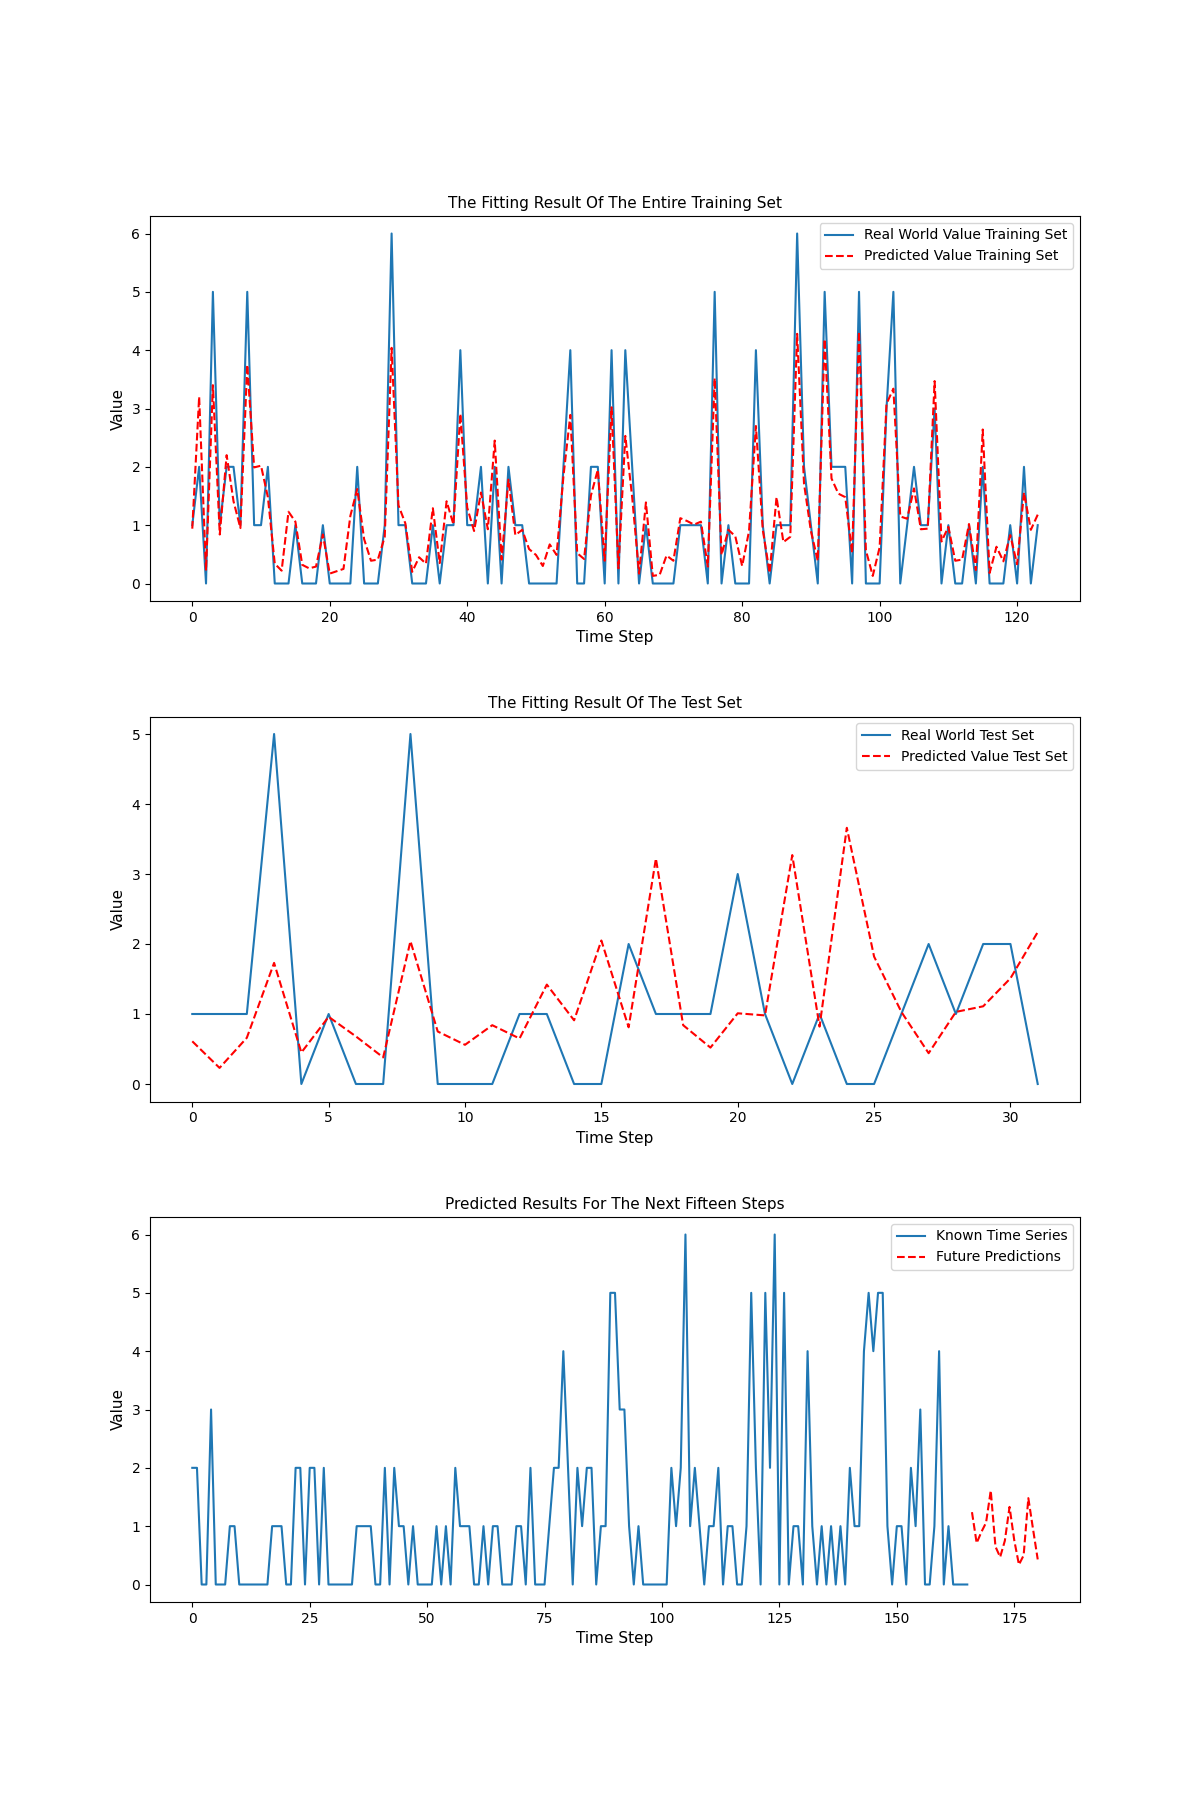 The Fitting Result Of The Entire Training Set
6
5
4
3
2
1
0
Value
Real World Value Training Set
Predicted Value Training Set
0 20 40 60 80 100 120
Time Step
The Fitting Result Of The Test Set
5
4
3
2
1
0
Value
Real World Test Set
Predicted Value Test Set
0 5 10 15 20 25 30
Time Step
Predicted Results For The Next Fifteen Steps
6
5
4
3
2
1
0
Value
Known Time Series
Future Predictions
0 25 50 75 100 125 150 175
Time Step